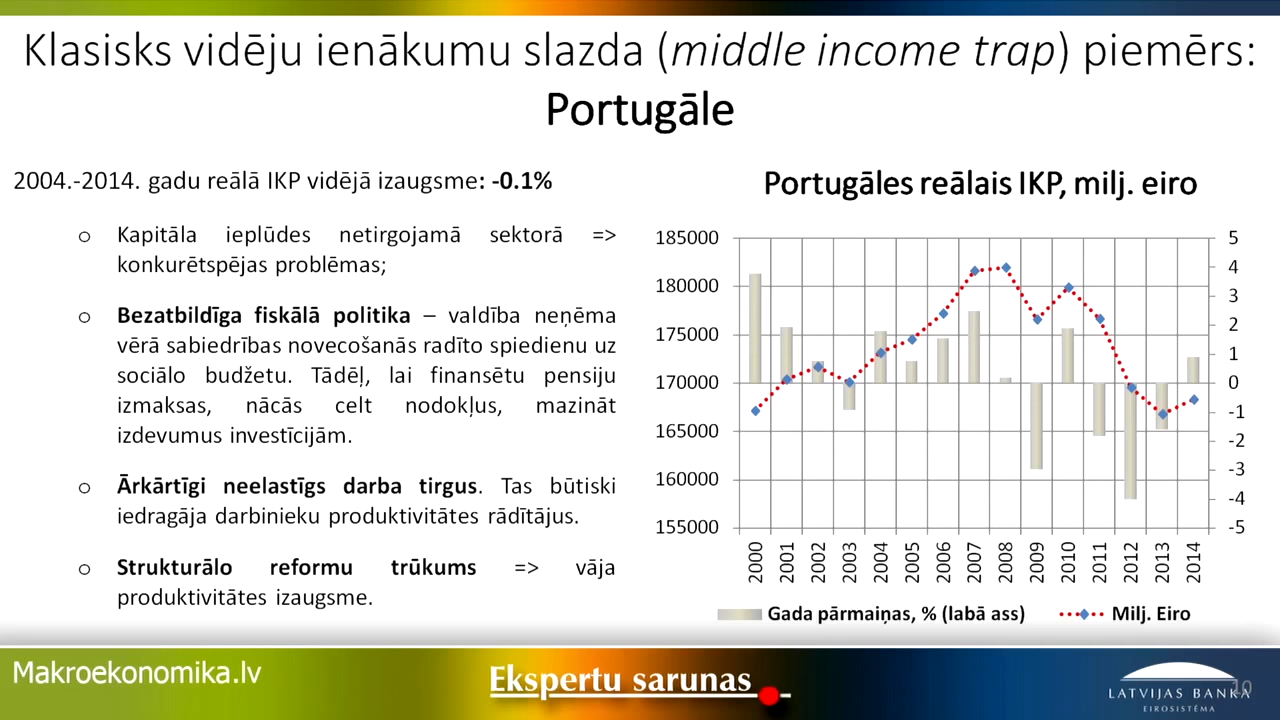 Klasisks vidēju ienākumu slazda (middle income trap) piemērs:
Portugāle
2004.-2014. gadu reālā IKP vidējā izaugsme: -0.1%
o Kapitāla ieplūdes netirgojamā sektorā =>
konkurētspējas problēmas;
o Bezatbildīga fiskālā politika – valdība neņēma
vērā sabiedrības novecošanās radīto spiedienu uz
sociālo budžetu. Tādēļ, lai finansētu pensiju
izmaksas, nācās celt nodokļus, mazināt
izdevumus investīcijām.
o Ārkārtīgi neelastīgs darba tirgus. Tas būtiski
iedragāja darbinieku produktivitātes rādītājus.
o Strukturālo reformu trūkums => vāja
produktivitātes izaugsme.
Portugāles reālais IKP, milj. eiro
185000
180000
175000
170000
165000
160000
155000
5
4
3
2
1
0
-1
-2
-3
-4
-5
2000 2001 2002 2003 2004 2005 2006 2007 2008 2009 2010 2011 2012 2013 2014
Gada pārmaiņas, % (labā ass) Milj. Eiro
Makroekonomika.lv
Ekspertu sarunas
LATVIJAS BANKA
EIROSISTĒMA
10